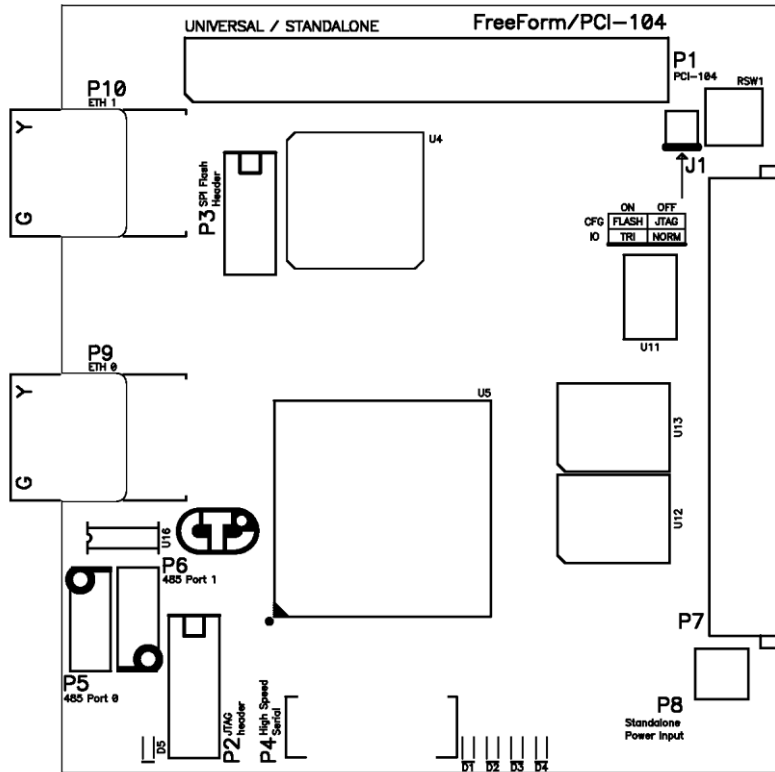 UNIVERSAL / STANDALONE
FreeForm/PCI-104
P10
ETH 1
P1
PCI-104
RSW1
Y
G
U4
P3
SPI Flash
Header
J1
ON OFF
CFG FLASH JTAG
IO TRI NORM
U11
P9
ETH 0
Y
G
U5
U13
U12
U16
P6
485 Port 1
P5
485 Port 0
P7
P8
Standalone
Power Input
D5
P2
JTAG
header
P4
High Speed
Serial
D1 D2 D3 D4